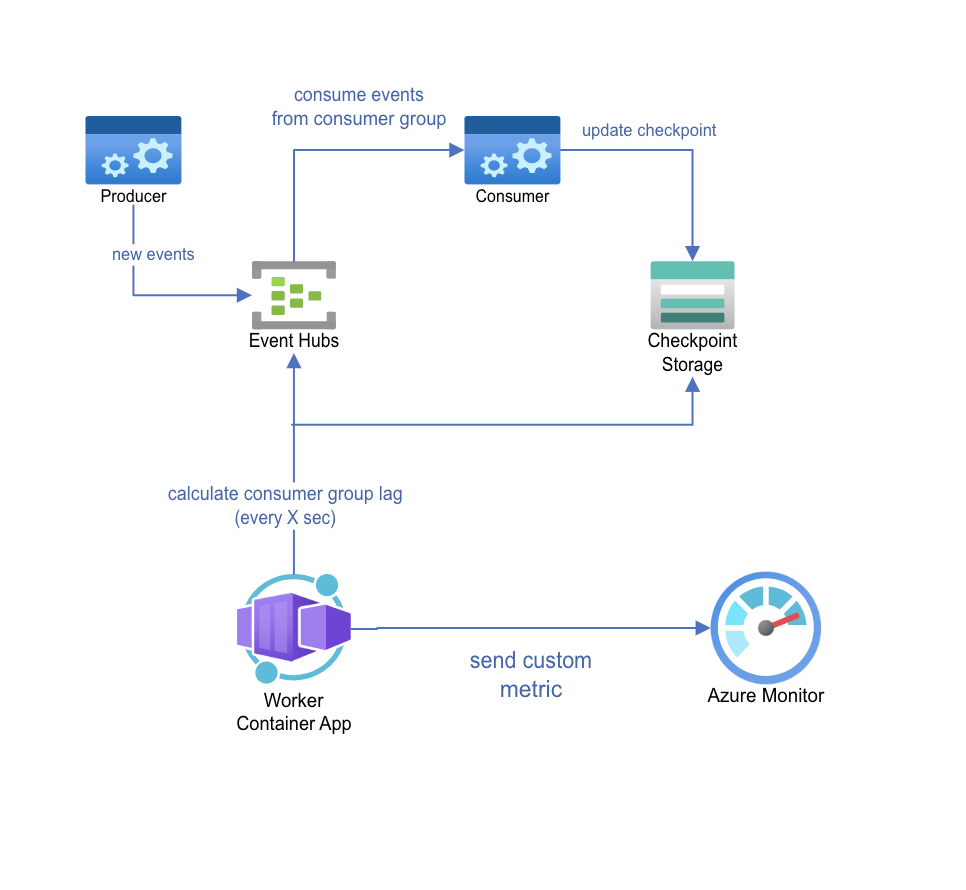 consume events
from consumer group
update checkpoint
Producer
Consumer
new events
Event Hubs
Checkpoint
Storage
calculate consumer group lag
(every X sec)
send custom
metric
Worker
Container App
Azure Monitor